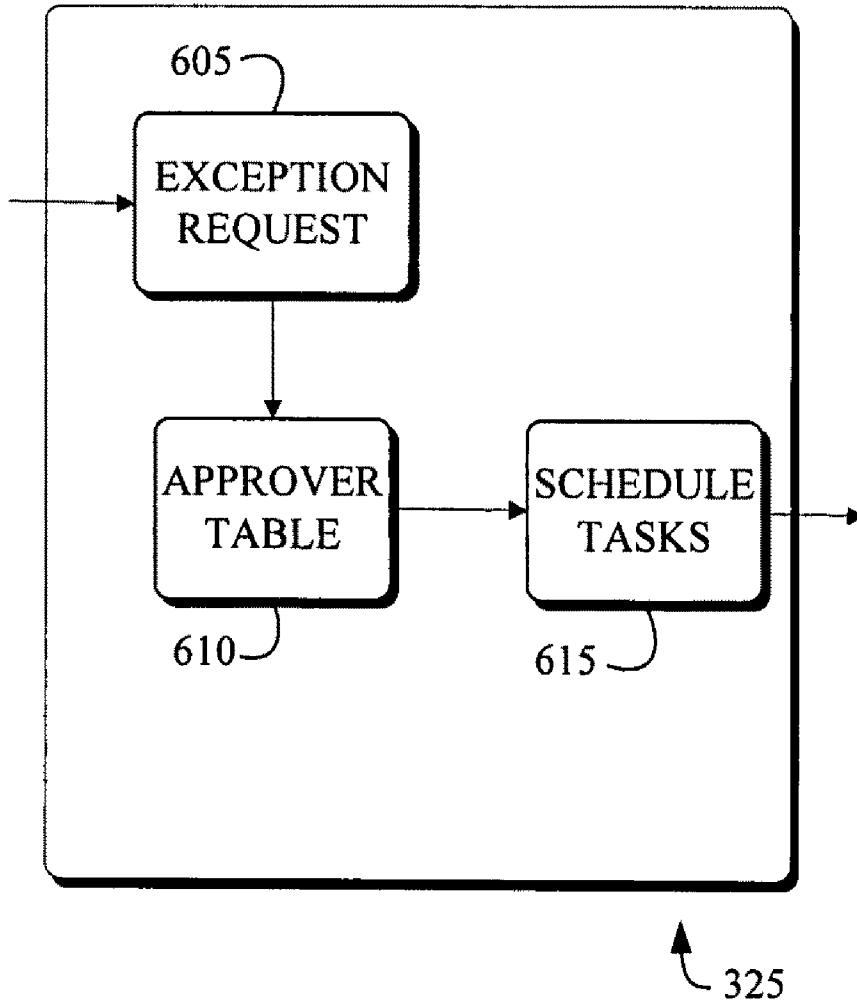 605
EXCEPTION
REQUEST
APPROVER
TABLE
SCHEDULE
TASKS
610
615
325